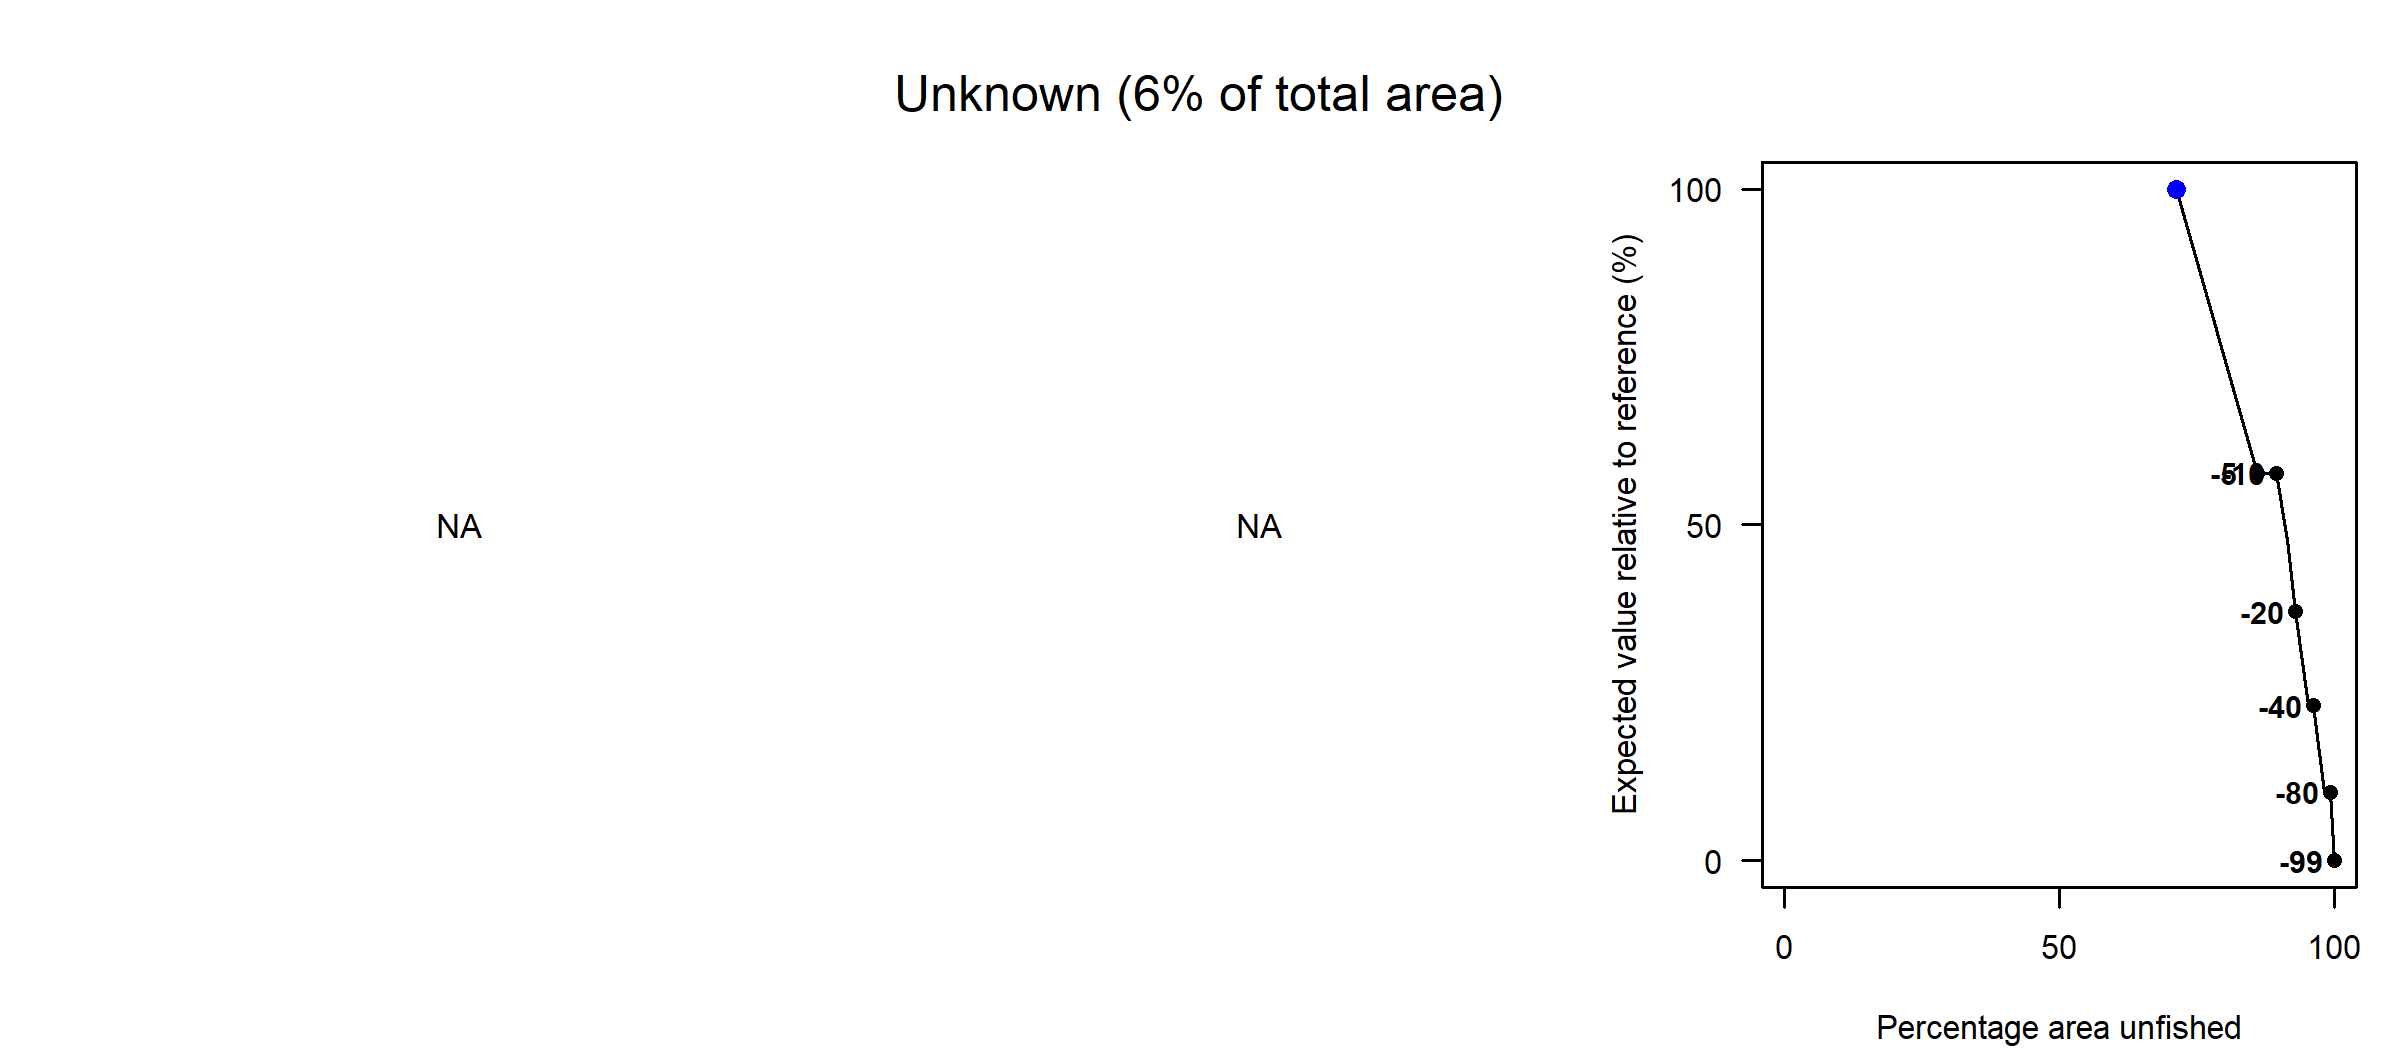 Unknown (6% of total area)
NA
NA
Expected value relative to reference (%)
100
50
0
-5
-10
-20
-40
-80
-99
0
50
100
Percentage area unfished